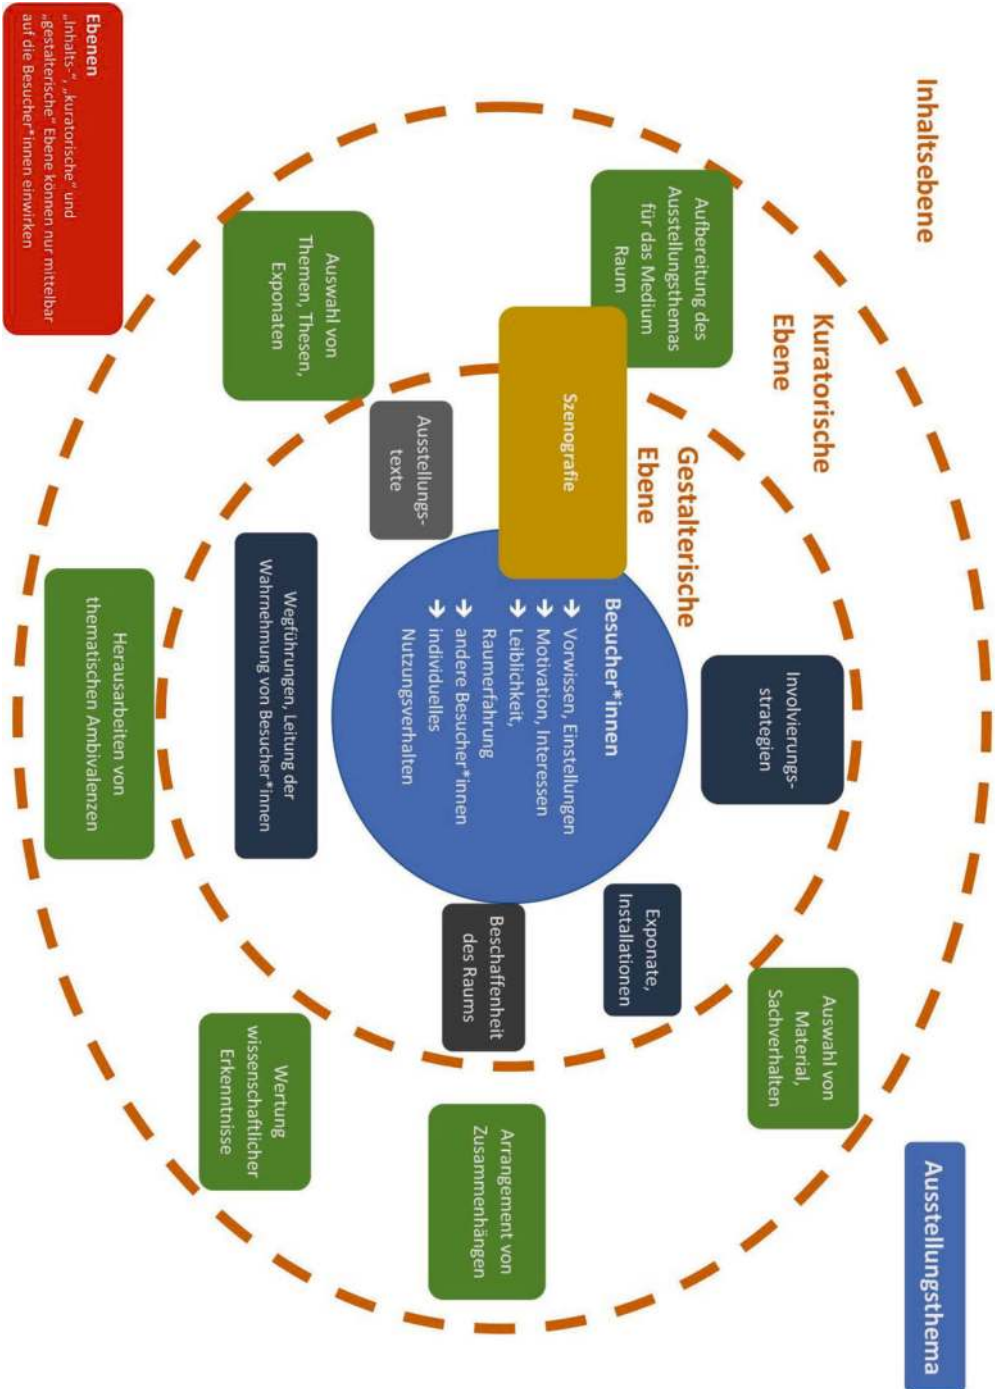 Inhaltsebene
Ausstellungsthema
Kuratorische
Ebene
Auswahl von
Material,
Sachverhalten
Involvierungs-
strategien
Aufbereitung des
Ausstellungsthemas
für das Medium
Raum
Gestalterische
Ebene
Exponate,
Installationen
Szenografie
Besucher*innen
→ Vorwissen, Einstellungen
→ Motivation, Interessen
→ Leiblichkeit,
Raumerfahrung
→ andere Besucher*innen
→ individuelles
Nutzungsverhalten
Beschaffenheit
des Raums
Arrangement von
Zusammenhängen
Ausstellungs-
texte
Auswahl von
Themen, Thesen,
Exponaten
Wegführungen, Leitung der
Wahrnehmung von Besucher*innen
Wertung
wissenschaftlicher
Erkenntnisse
Herausarbeiten von
thematischen Ambivalenzen
Ebenen
„Inhalts-“, „kuratorische“ und
„gestalterische“ Ebene können nur mittelbar
auf die Besucher*innen einwirken